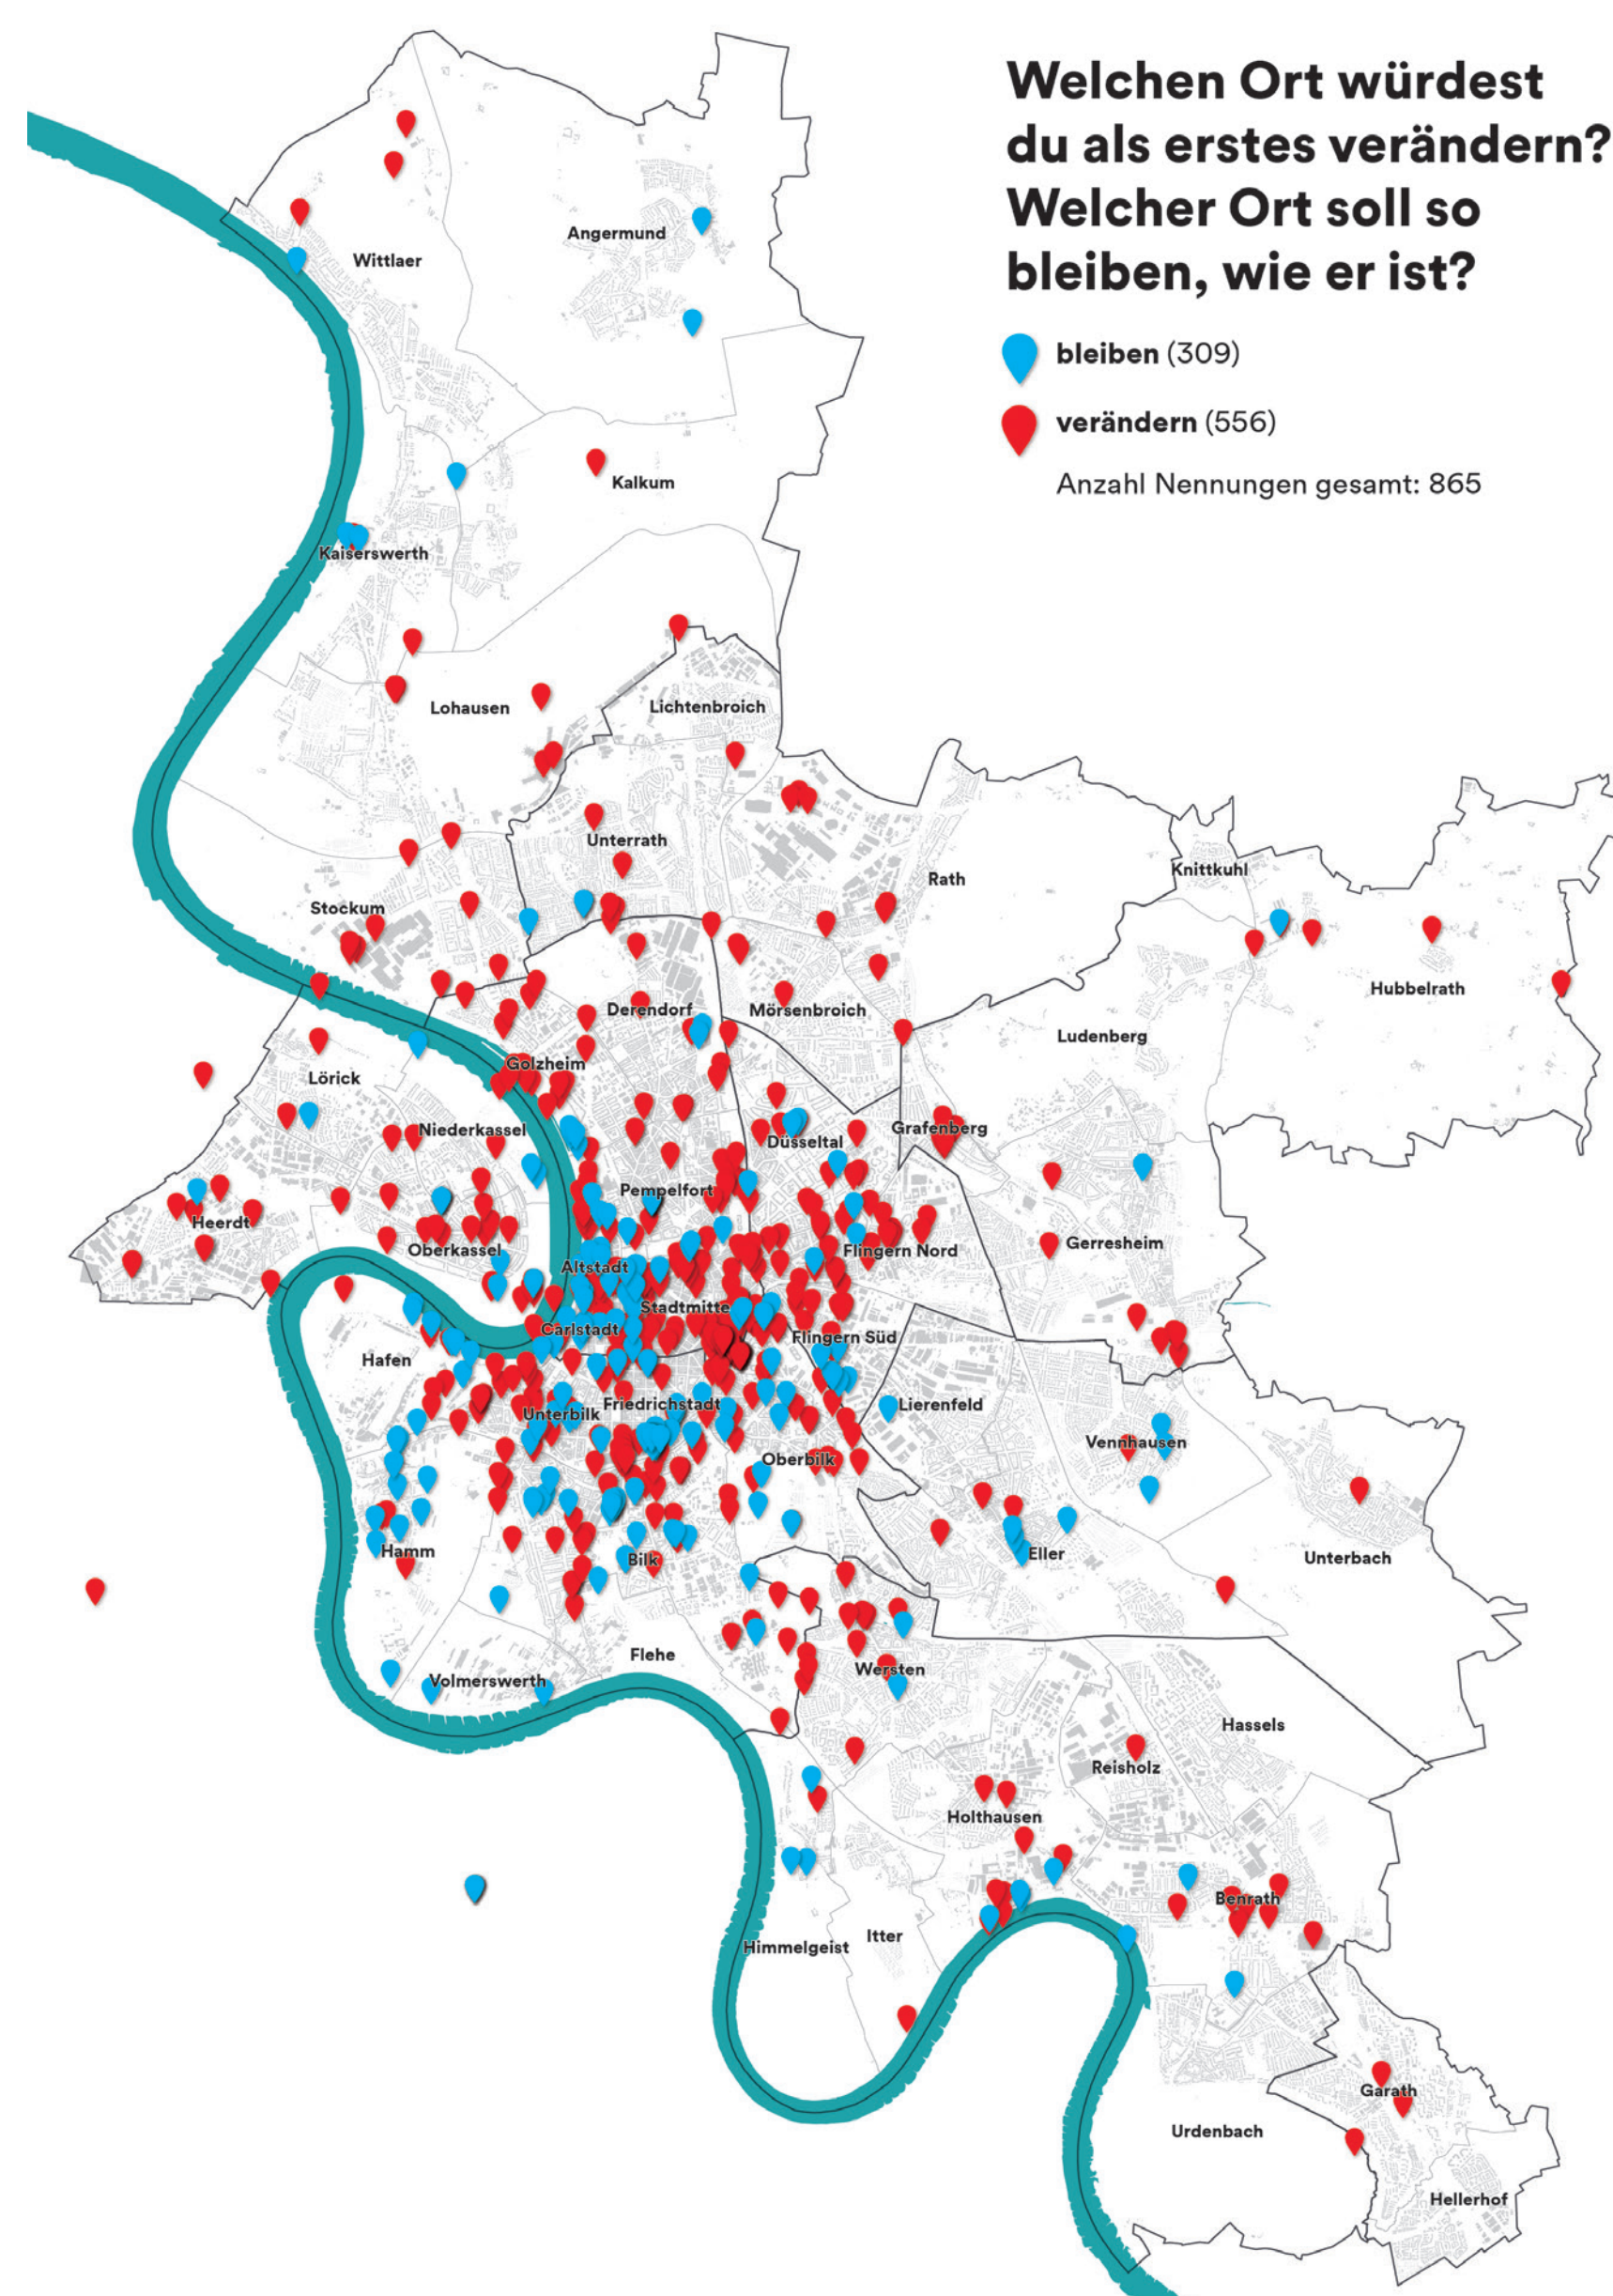 Welchen Ort würdest
du als erstes verändern?
Welcher Ort soll so
bleiben, wie er ist?
bleiben (309)
verändern (556)
Anzahl Nennungen gesamt: 865
Angermund
Wittlaer
Kalkum
Kaiserswerth
Lohausen
Lichtenbroich
Unterrath
Rath
Knittkuhl
Stockum
Hubbelrath
Derendorf
Mörsenbroich
Ludenberg
Golzheim
Lörick
Niederkassel
Düsseltal
Grafenberg
Pempelfort
Heerdt
Oberkassel
Flingern Nord
Gerresheim
Altstadt
Stadtmitte
Carlstadt
Flingern Süd
Hafen
Friedrichstadt
Lierenfeld
Unterbilk
Vennhausen
Oberbilk
Hamm
Bilk
Eller
Unterbach
Flehe
Wersten
Volmerswerth
Hassels
Reisholz
Holthausen
Benrath
Itter
Himmelgeist
Garath
Urdenbach
Hellerhof